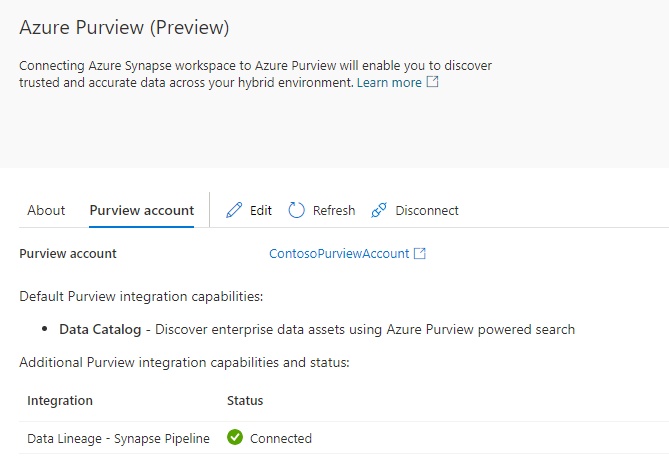 Azure Purview (Preview)
Connecting Azure Synapse workspace to Azure Purview will enable you to discover
trusted and accurate data across your hybrid environment. Learn more
About Purview account Edit Refresh Disconnect
Purview account ContosoPurviewAccount
Default Purview integration capabilities:
• Data Catalog - Discover enterprise data assets using Azure Purview powered search
Additional Purview integration capabilities and status:
Integration Status
Data Lineage - Synapse Pipeline Connected